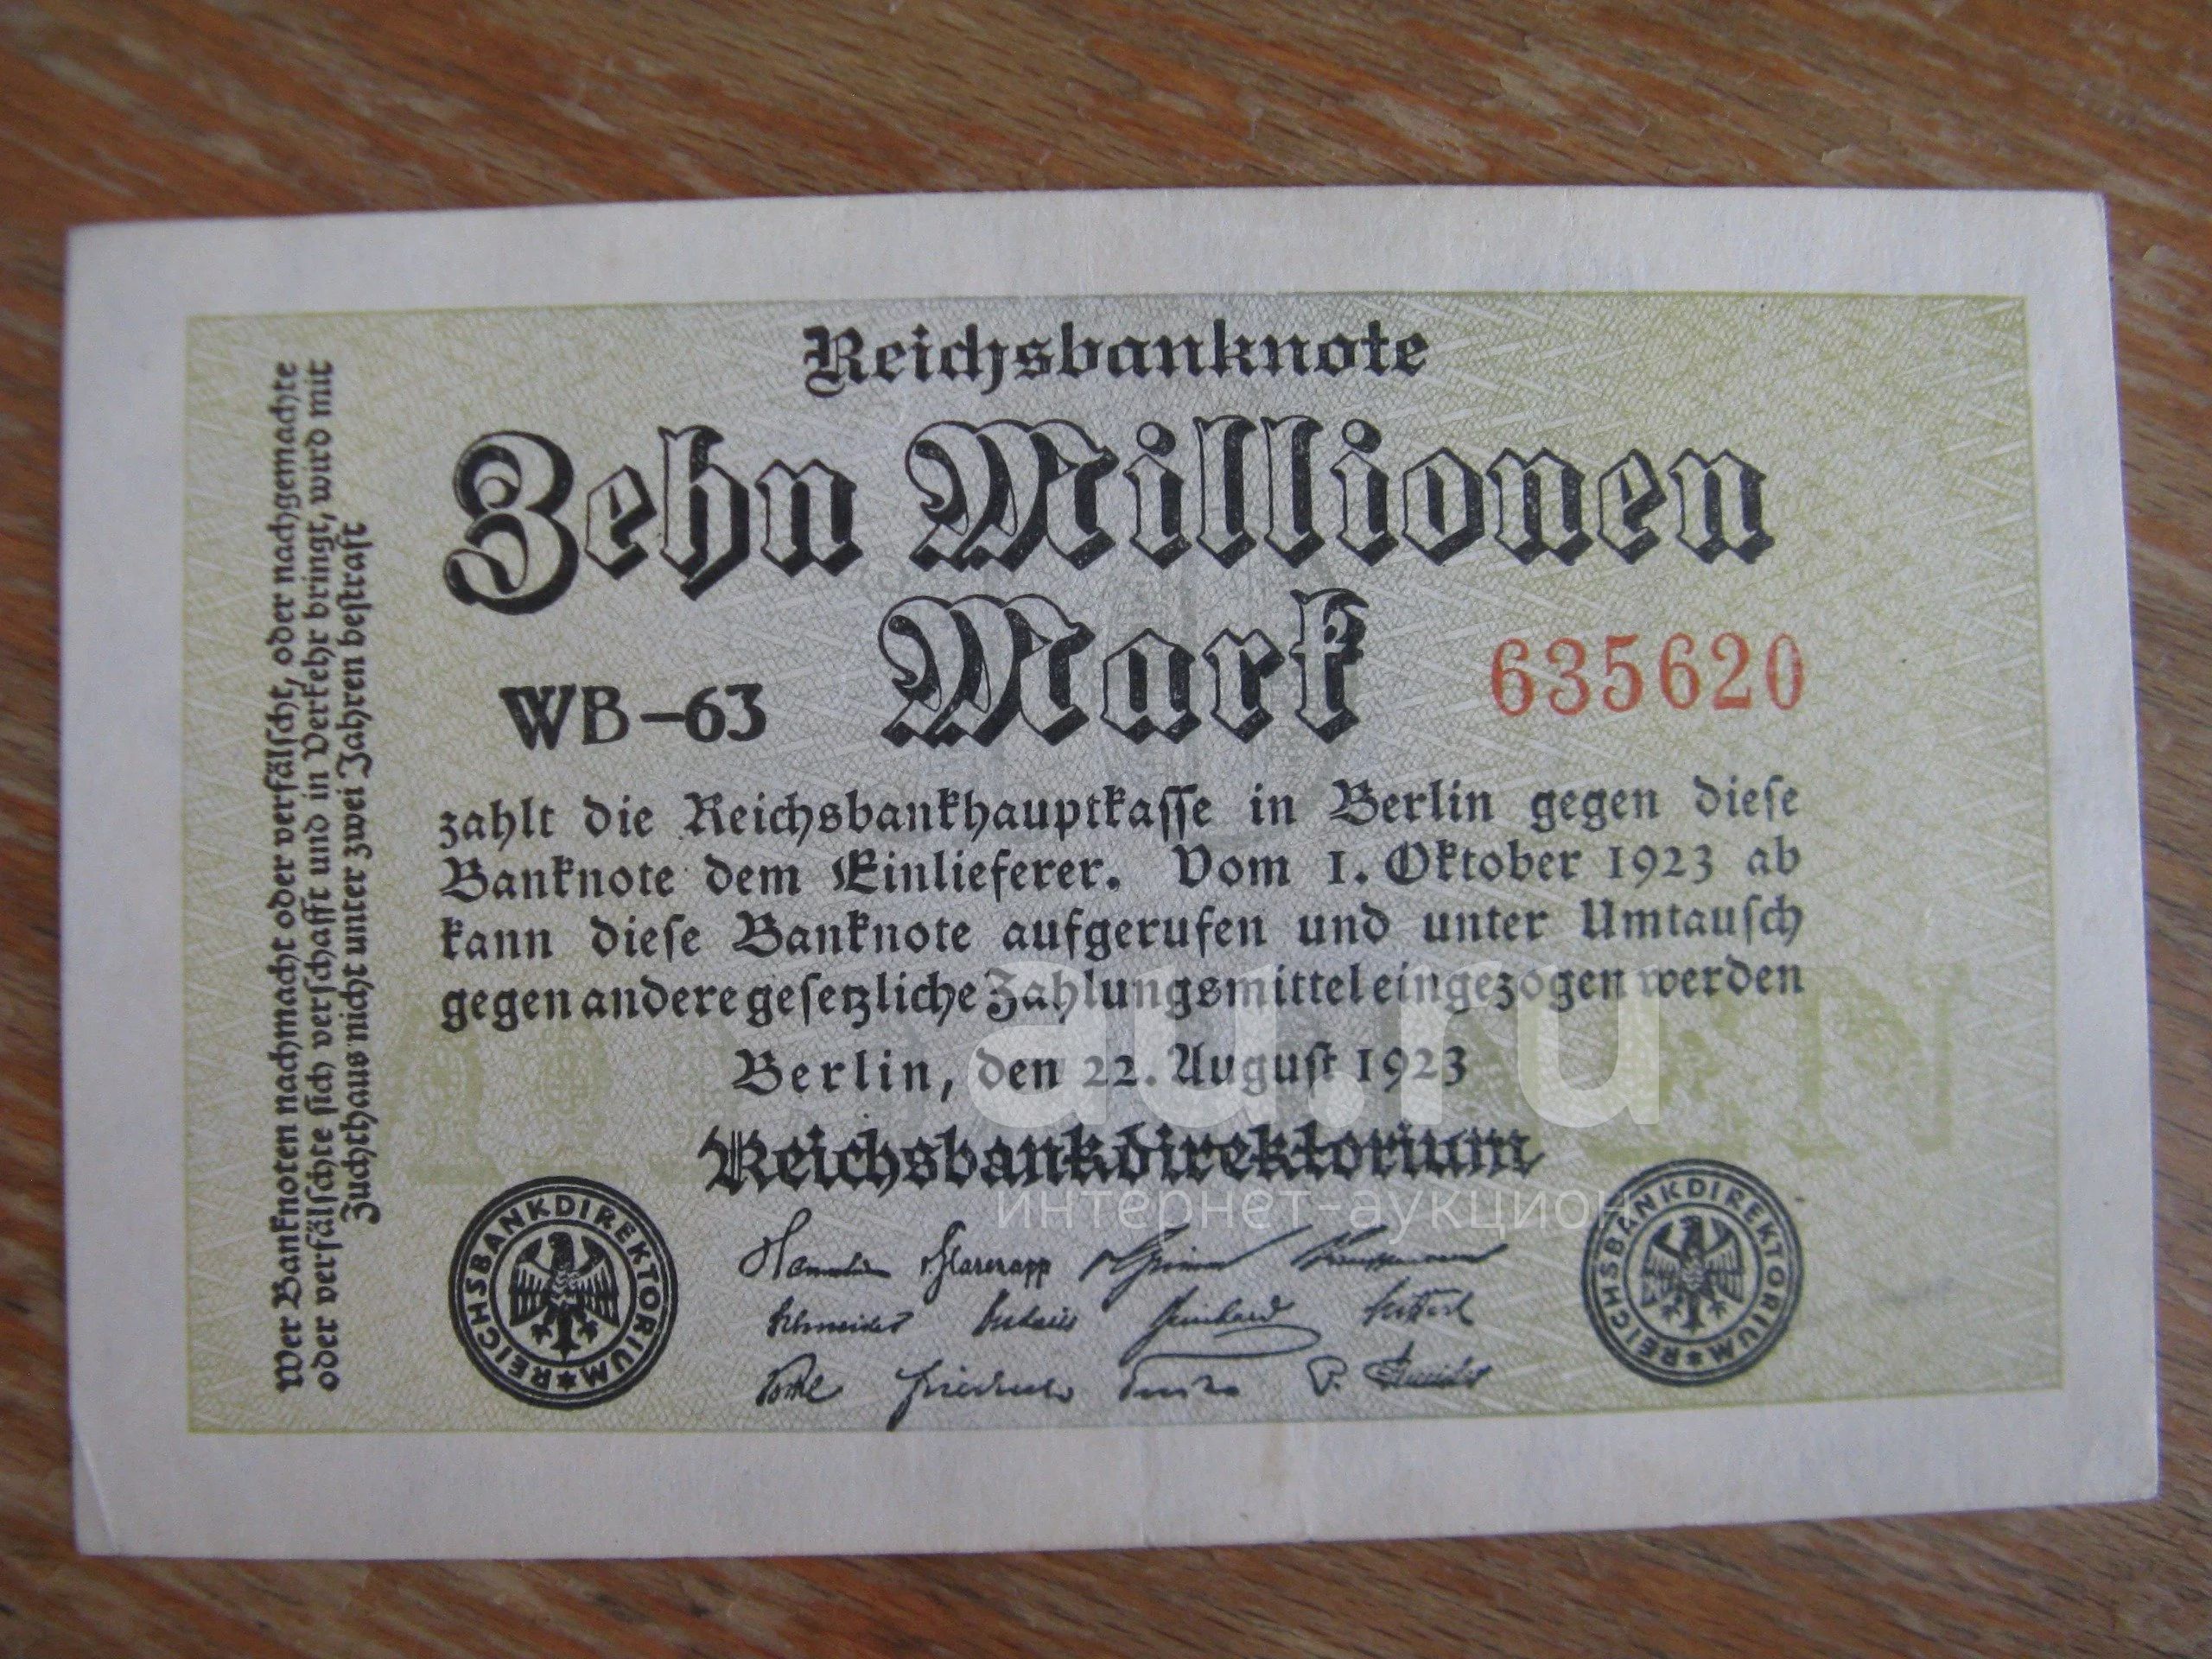 Reichsbanknote
Zehn Millionen
Mark
WB-63
635620
zahlt die Reichsbankhauptkasse in Berlin gegen diese
Banknote dem Einlieferer. Vom 1. Oktober 1923 ab
kann diese Banknote aufgerufen und unter Umtausch
gegen andere gesetzliche Zahlungsmittel eingezogen werden
Berlin, den 22. August 1923
Reichsbankdirektorium
Wer Banknoten nachmacht oder verfälscht, oder nachgemachte
oder verfälschte sich verschafft und in Verkehr bringt, wird mit
Zuchthaus nicht unter zwei Jahren bestraft
REICHSBANKDIREKTORIUM
REICHSBANKDIREKTORIUM
v. Glasenapp
Schneider
au.ru
интернет-аукцион